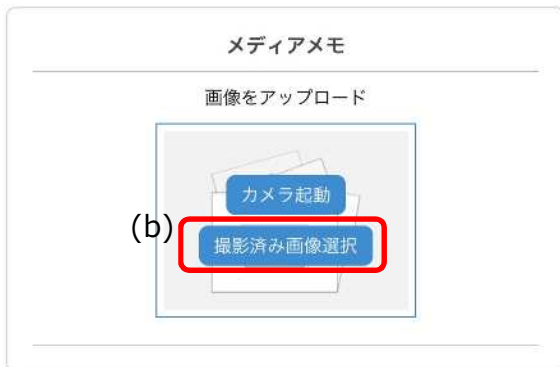 メディアメモ
画像をアップロード
カメラ起動
(b)
撮影済み画像選択